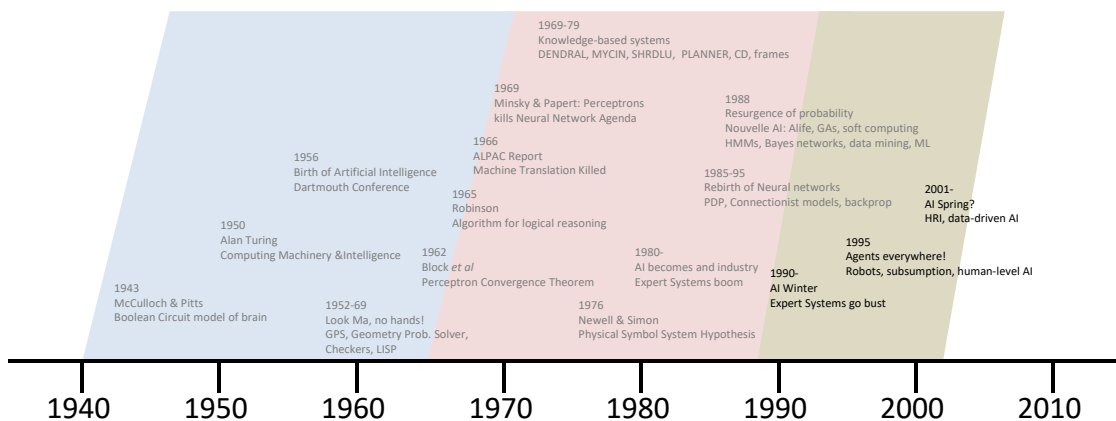 1969-79
Knowledge-based systems
DENDRAL, MYCIN, SHRDLU, PLANNER, CD, frames
1969
Minsky & Papert: Perceptrons
kills Neural Network Agenda
1988
Resurgence of probability
Nouvelle AI: Alife, GAs, soft computing
HMMs, Bayes networks, data mining, ML
1966
ALPAC Report
Machine Translation Killed
1956
Birth of Artificial Intelligence
Dartmouth Conference
1985-95
Rebirth of Neural networks
PDP, Connectionist models, backprop
2001-
AI Spring?
HRI, data-driven AI
1965
Robinson
Algorithm for logical reasoning
1950
Alan Turing
Computing Machinery &Intelligence
1995
Agents everywhere!
Robots, subsumption, human-level AI
1962
Block et al
Perceptron Convergence Theorem
1980-
AI becomes and industry
Expert Systems boom
1990-
AI Winter
Expert Systems go bust
1943
McCulloch & Pitts
Boolean Circuit model of brain
1952-69
Look Ma, no hands!
GPS, Geometry Prob. Solver,
Checkers, LISP
1976
Newell & Simon
Physical Symbol System Hypothesis
1940 1950 1960 1970 1980 1990 2000 2010